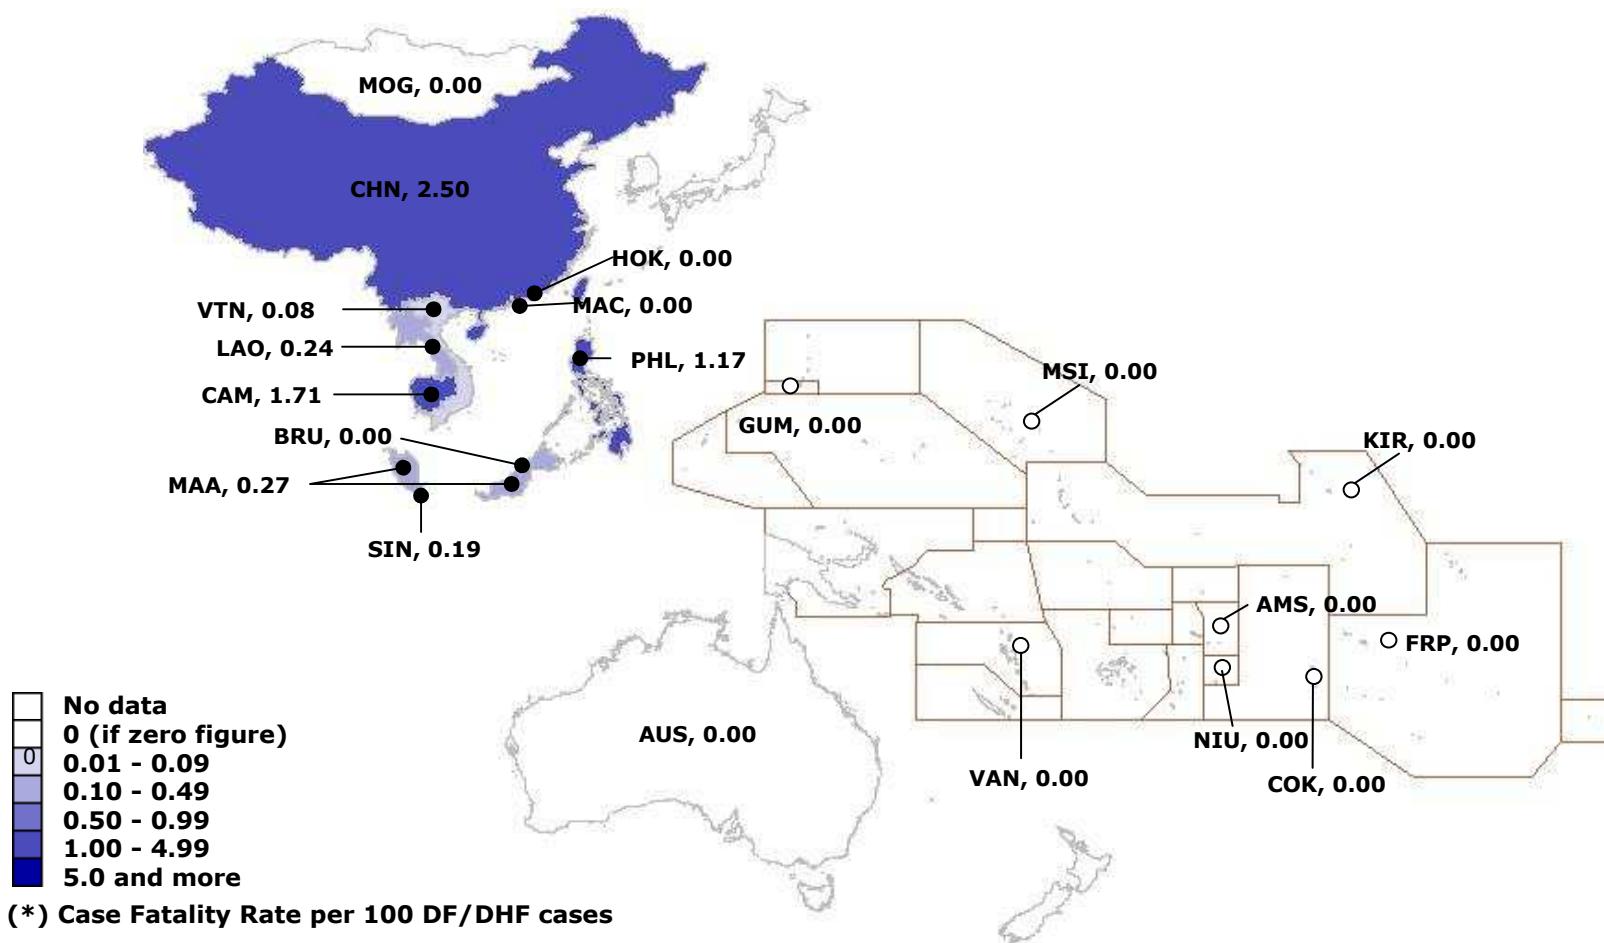 MOG, 0.00
CHN, 2.50
HOK, 0.00
MAC, 0.00
VTN, 0.08
LAO, 0.24
PHL, 1.17
MSI, 0.00
CAM, 1.71
GUM, 0.00
BRU, 0.00
KIR, 0.00
MAA, 0.27
SIN, 0.19
AMS, 0.00
FRP, 0.00
AUS, 0.00
NIU, 0.00
VAN, 0.00
COK, 0.00
No data
0 (if zero figure)
0 0.01 - 0.09
0.10 - 0.49
0.50 - 0.99
1.00 - 4.99
5.0 and more
(*) Case Fatality Rate per 100 DF/DHF cases